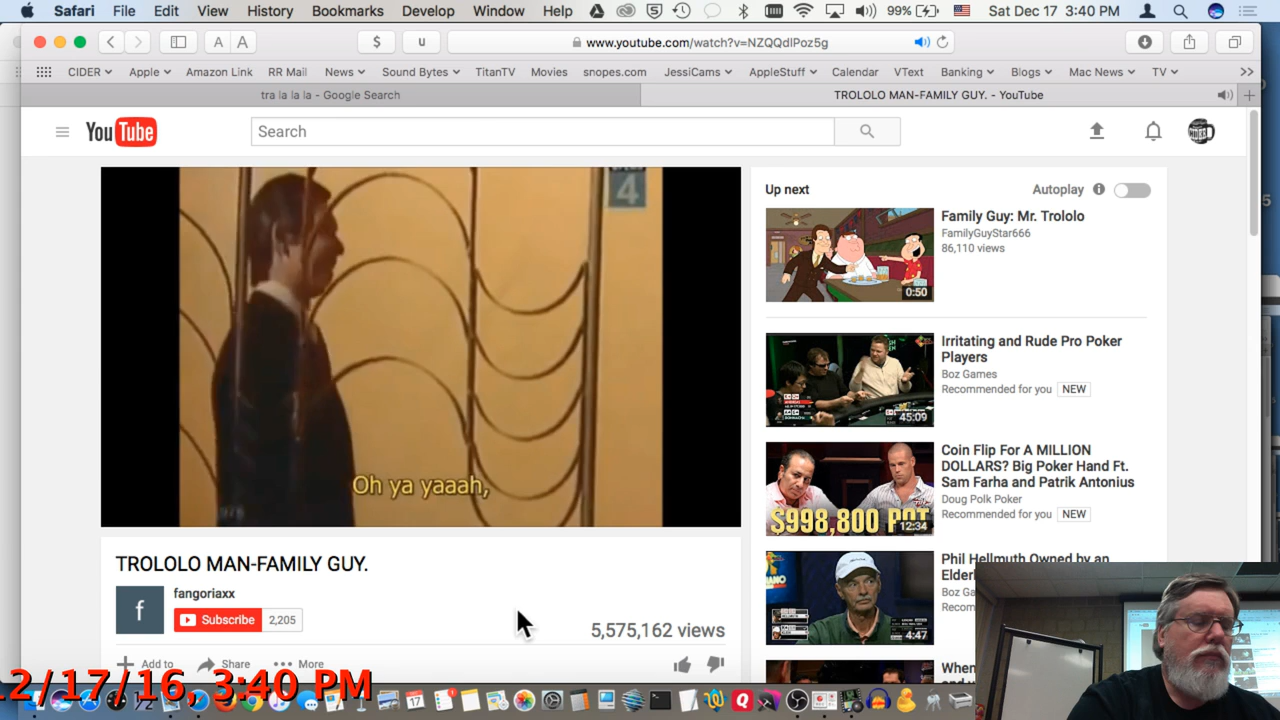 Safari File Edit View History Bookmarks Develop Window Help 99% Sat Dec 17 3:40 PM
A A $ u www.youtube.com/watch?v=NZQQdlPoz5g
CIDER Apple Amazon Link RR Mail News Sound Bytes TitanTV Movies snopes.com JessiCams AppleStuff Calendar VText Banking Blogs Mac News TV
tra la la la - Google Search TROLOLO MAN-FAMILY GUY. - YouTube
YouTube Search
4
Oh ya yaaah,
TROLOLO MAN-FAMILY GUY.
f
fangoriaxx
Subscribe 2,205
5,575,162 views
Add to Share More
Up next Autoplay
Family Guy: Mr. Trololo
FamilyGuyStar666
86,110 views
0:50
Irritating and Rude Pro Poker
Players
Boz Games
Recommended for you NEW
45:09
Coin Flip For A MILLION
DOLLARS? Big Poker Hand Ft.
Sam Farha and Patrik Antonius
Doug Polk Poker
Recommended for you NEW
$998,800 POT
12:34
Phil Hellmuth Owned by an
4:47
12/17/16, 3:40 PM